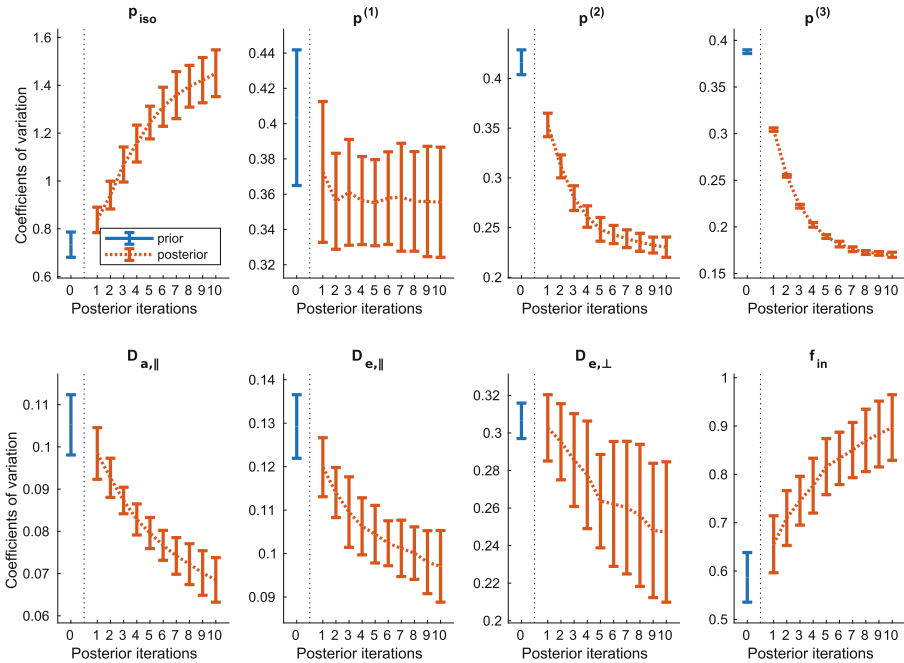 p iso
p(1)
p(2)
p(3)
Coefficients of variation
1.6
1.4
1.2
1
0.8
0.6
0.44
0.42
0.4
0.38
0.36
0.34
0.32
0.4
0.35
0.3
0.25
0.2
0.4
0.35
0.3
0.25
0.2
0.15
prior
posterior
0 1 2 3 4 5 6 7 8 9 10
0 1 2 3 4 5 6 7 8 9 10
0 1 2 3 4 5 6 7 8 9 10
0 1 2 3 4 5 6 7 8 9 10
Posterior iterations
Posterior iterations
Posterior iterations
Posterior iterations
D a,∥
D e,∥
D e,⊥
f in
Coefficients of variation
0.11
0.1
0.09
0.08
0.07
0.06
0.14
0.13
0.12
0.11
0.1
0.09
0.32
0.3
0.28
0.26
0.24
0.22
0.2
1
0.9
0.8
0.7
0.6
0.5
0 1 2 3 4 5 6 7 8 9 10
0 1 2 3 4 5 6 7 8 9 10
0 1 2 3 4 5 6 7 8 9 10
0 1 2 3 4 5 6 7 8 9 10
Posterior iterations
Posterior iterations
Posterior iterations
Posterior iterations